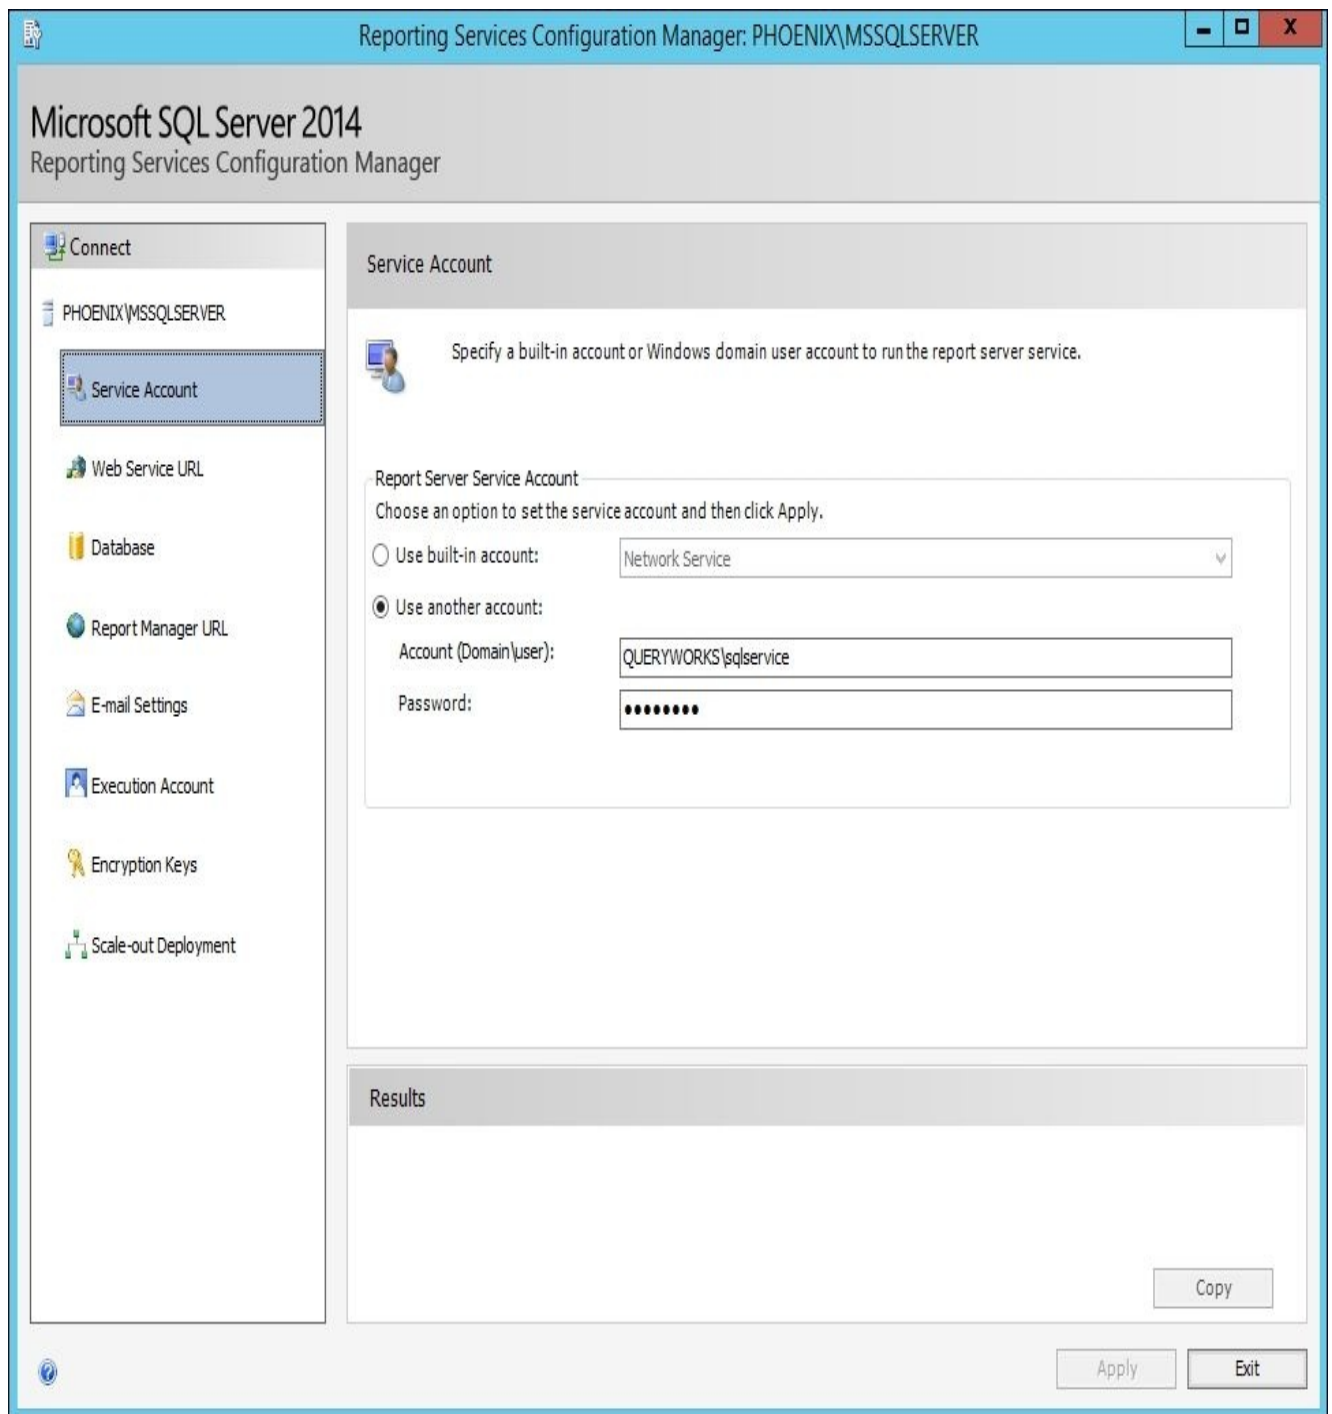 Reporting Services Configuration Manager: PHOENIX\MSSQLSERVER
Microsoft SQL Server 2014
Reporting Services Configuration Manager
Connect
PHOENIX\MSSQLSERVER
Service Account
Web Service URL
Database
Report Manager URL
E-mail Settings
Execution Account
Encryption Keys
Scale-out Deployment
Service Account
Specify a built-in account or Windows domain user account to run the report server service.
Report Server Service Account
Choose an option to set the service account and then click Apply.
Use built-in account: Network Service
Use another account:
Account (Domain\user): QUERYWORKS\sqlservice
Password: ••••••••
Results
Copy
Apply Exit